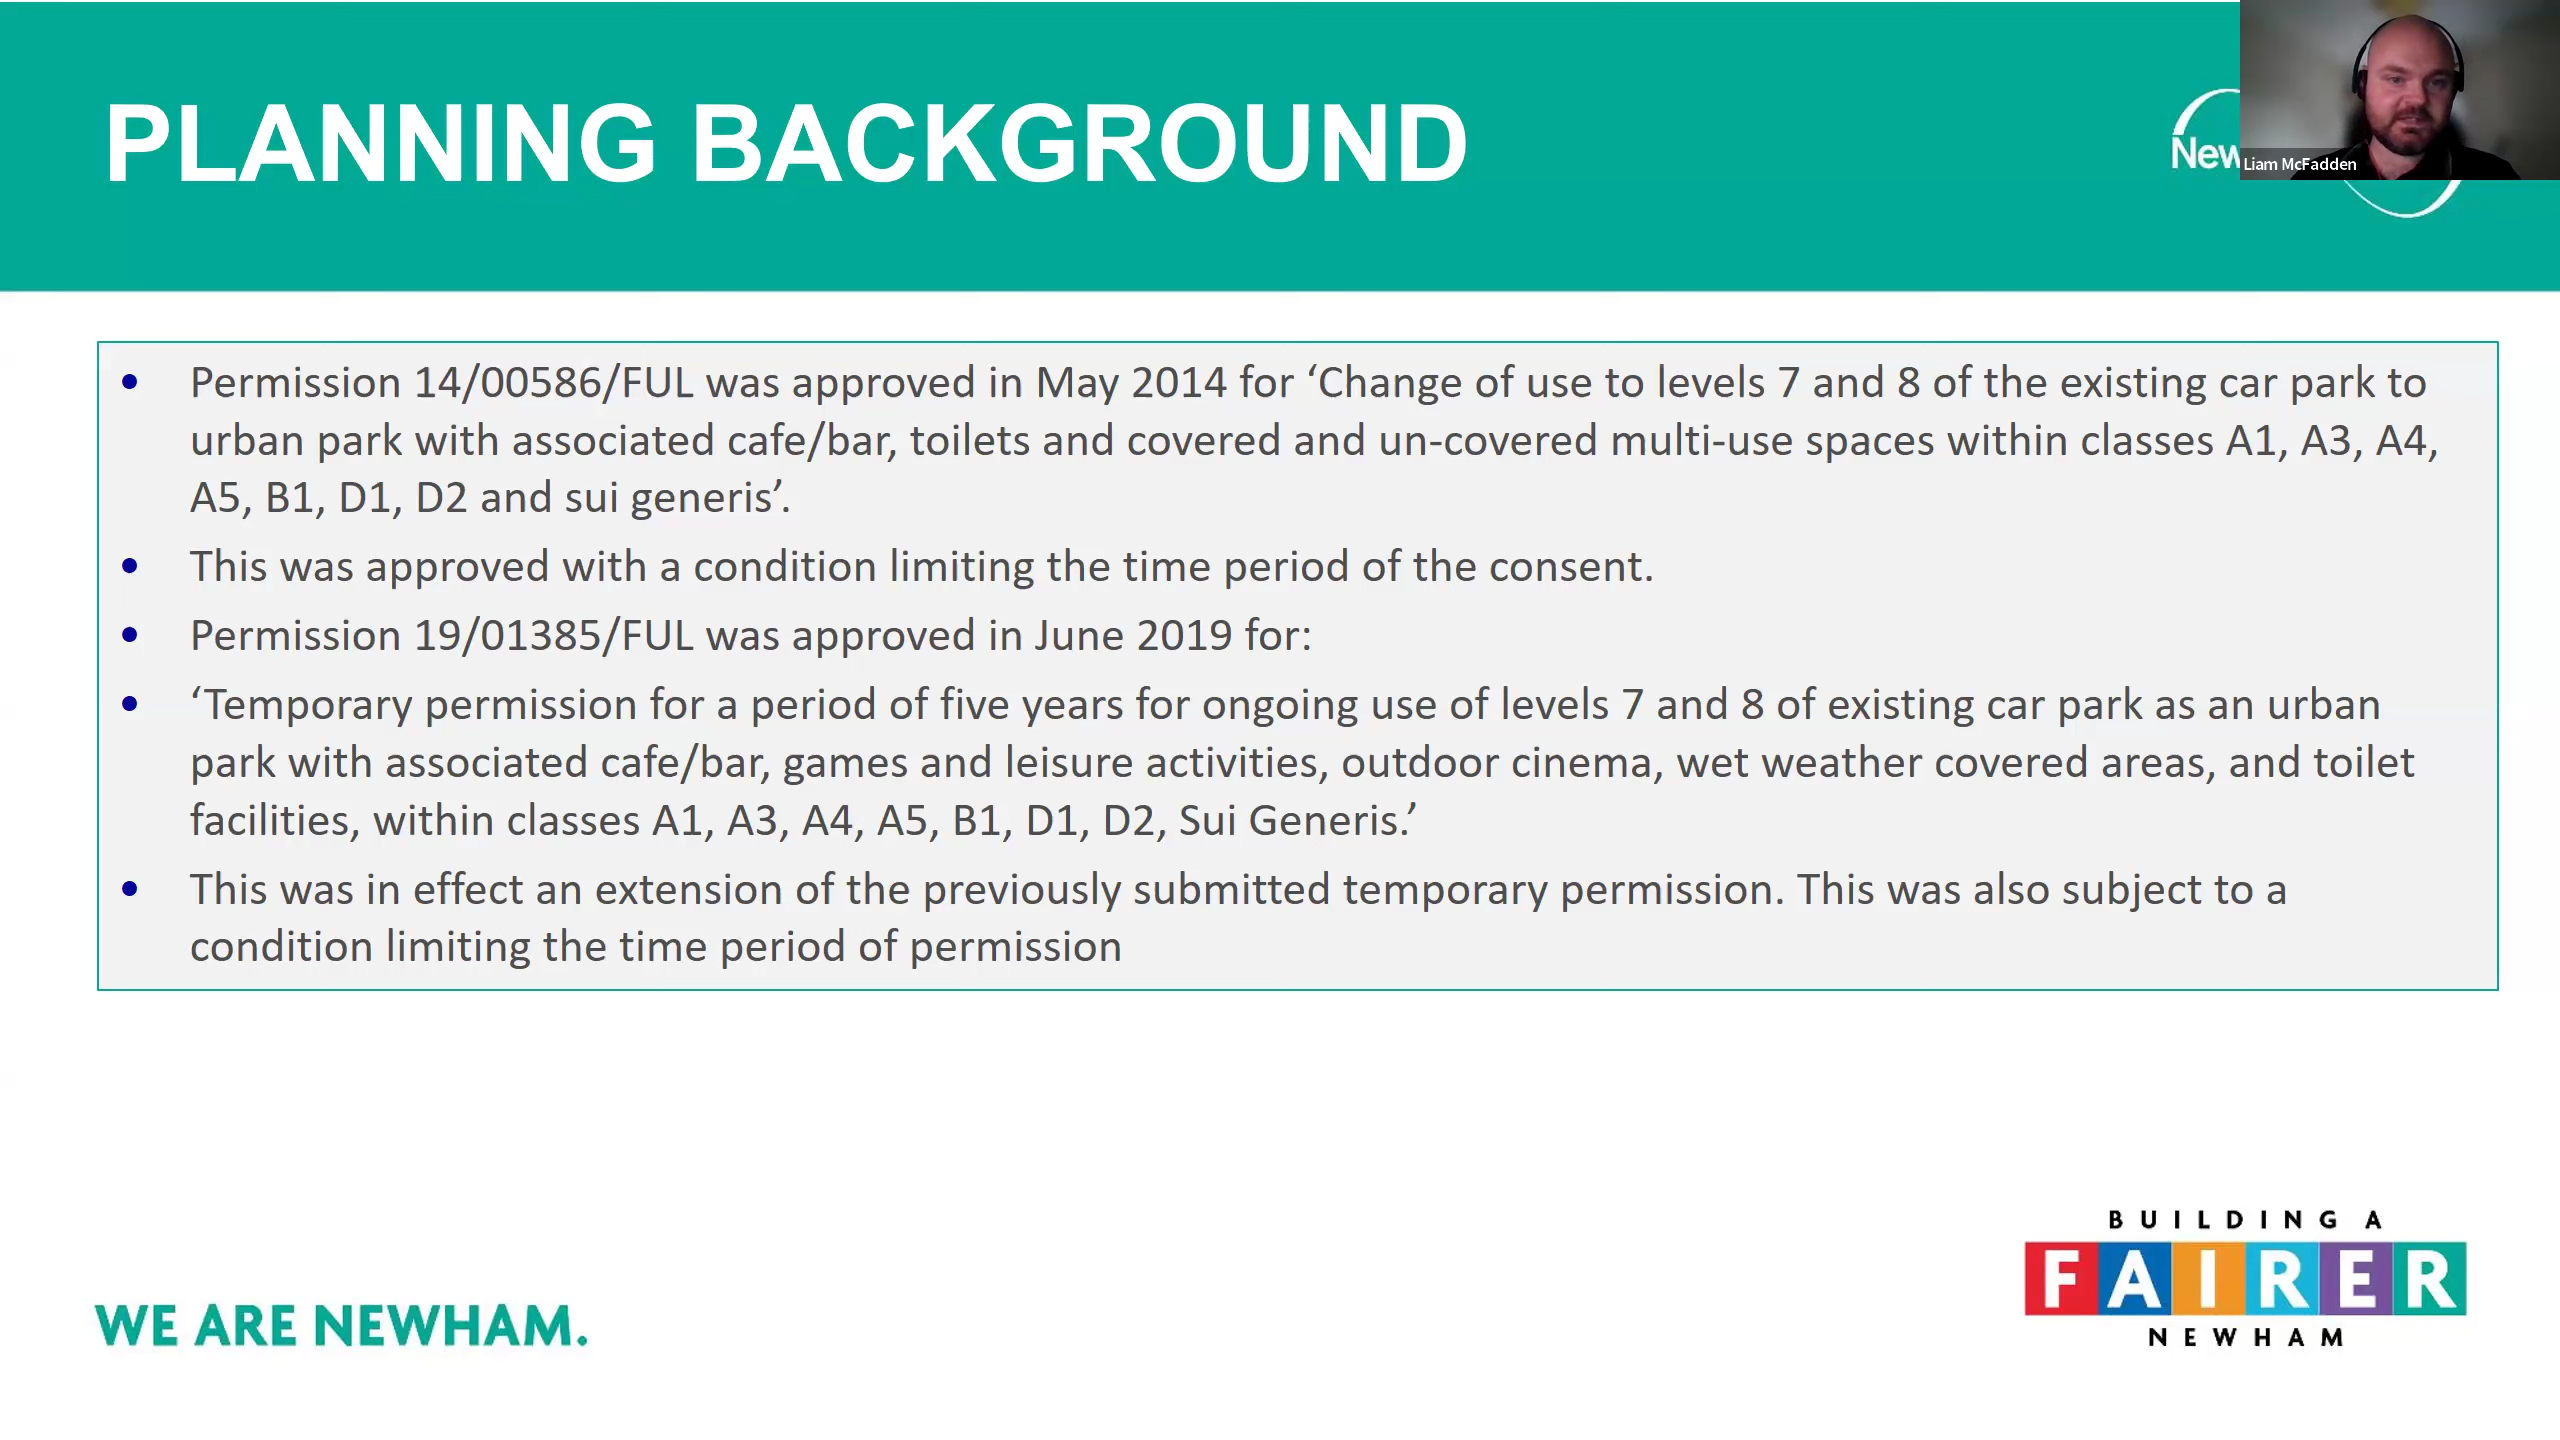 PLANNING BACKGROUND
New
Liam McFadden
• Permission 14/00586/FUL was approved in May 2014 for ‘Change of use to levels 7 and 8 of the existing car park to
urban park with associated cafe/bar, toilets and covered and un-covered multi-use spaces within classes A1, A3, A4,
A5, B1, D1, D2 and sui generis’.
• This was approved with a condition limiting the time period of the consent.
• Permission 19/01385/FUL was approved in June 2019 for:
• ‘Temporary permission for a period of five years for ongoing use of levels 7 and 8 of existing car park as an urban
park with associated cafe/bar, games and leisure activities, outdoor cinema, wet weather covered areas, and toilet
facilities, within classes A1, A3, A4, A5, B1, D1, D2, Sui Generis.’
• This was in effect an extension of the previously submitted temporary permission. This was also subject to a
condition limiting the time period of permission
WE ARE NEWHAM.
BUILDING A
FAIRER
NEWHAM